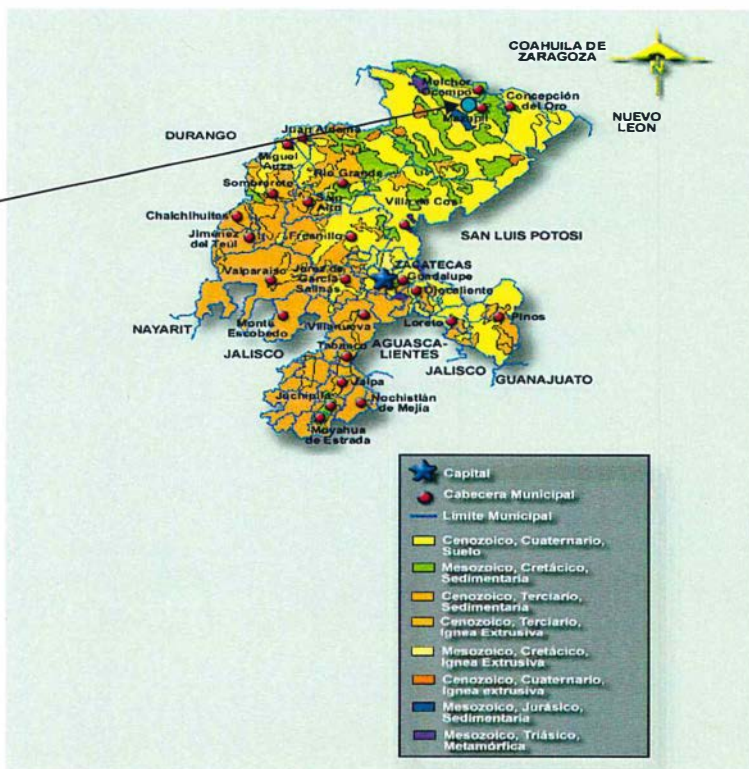 COAHUILA DE
ZARAGOZA
N
Melchor
Ocampo
Concepción
del Oro
Mazapil
NUEVO
LEON
DURANGO
Juan Aldama
Miguel
Auza
Río Grande
Sombrerete
Sain
Alto
Villa de Cos
Chalchihuites
Jiménez
del Teúl
Fresnillo
SAN LUIS POTOSI
ZACATECAS
Guadalupe
Valparaíso
Jerez de
García
Salinas
Ojocaliente
NAYARIT
Monte
Escobedo
Villanueva
Loreto
Pinos
JALISCO
Tabasco
AGUASCA-
LIENTES
JALISCO
GUANAJUATO
Jalpa
Juchipila
Nochistlán
de Mejía
Moyahua
de Estrada
Capital
Cabecera Municipal
Límite Municipal
Cenozoico, Cuaternario,
Suelo
Mesozoico, Cretácico,
Sedimentaria
Cenozoico, Terciario,
Sedimentaria
Cenozoico, Terciario,
Ignea Extrusiva
Mesozoico, Cretácico,
Ignea Extrusiva
Cenozoico, Cuaternario,
Ignea extrusiva
Mesozoico, Jurásico,
Sedimentaria
Mesozoico, Triásico,
Metamórfica